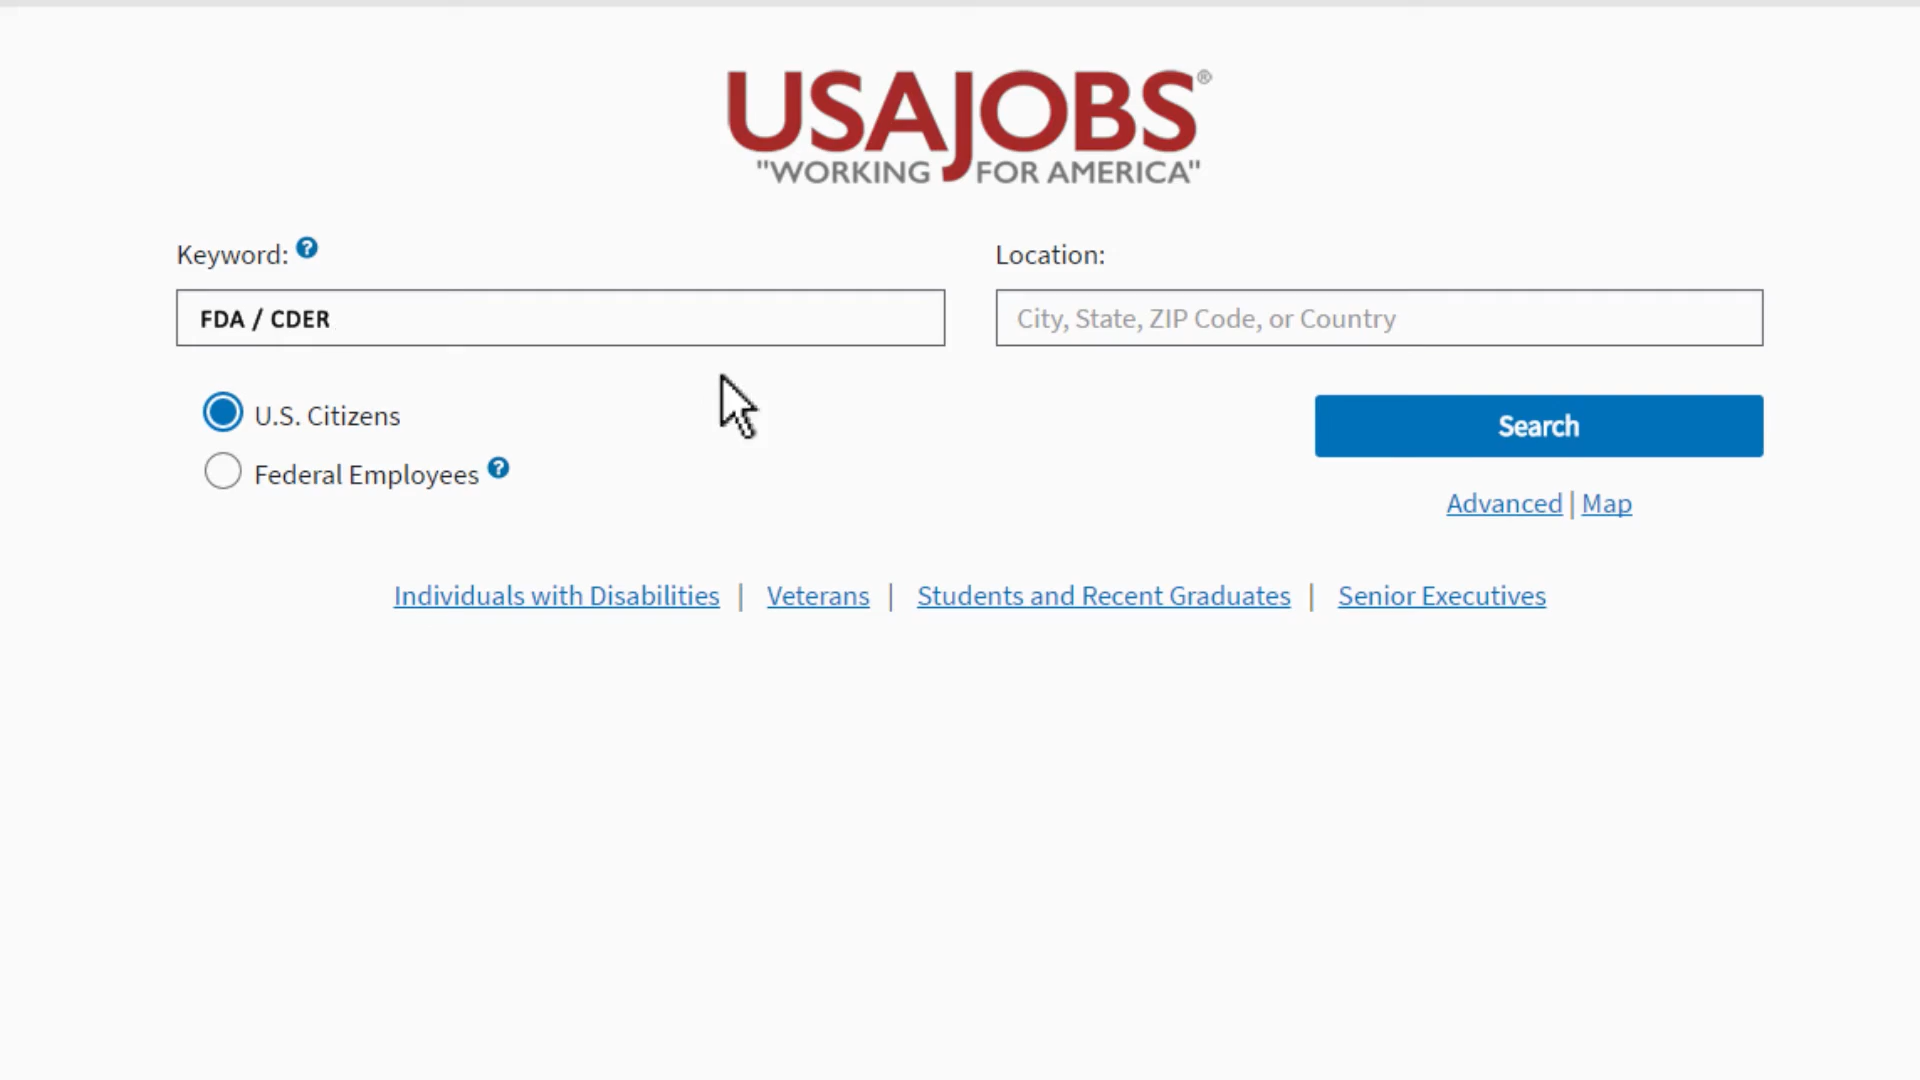 USAJOBS®
"WORKING FOR AMERICA"
Keyword: ?
Location:
FDA / CDER
City, State, ZIP Code, or Country
U.S. Citizens
Search
Federal Employees ?
Advanced | Map
Individuals with Disabilities | Veterans | Students and Recent Graduates | Senior Executives